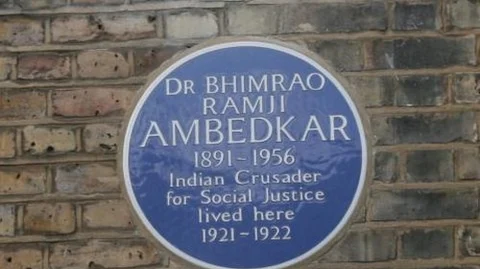 DR BHIMRAO
RAMJI
AMBEDKAR
1891-1956
Indian Crusader
for Social Justice
lived here
1921-1922